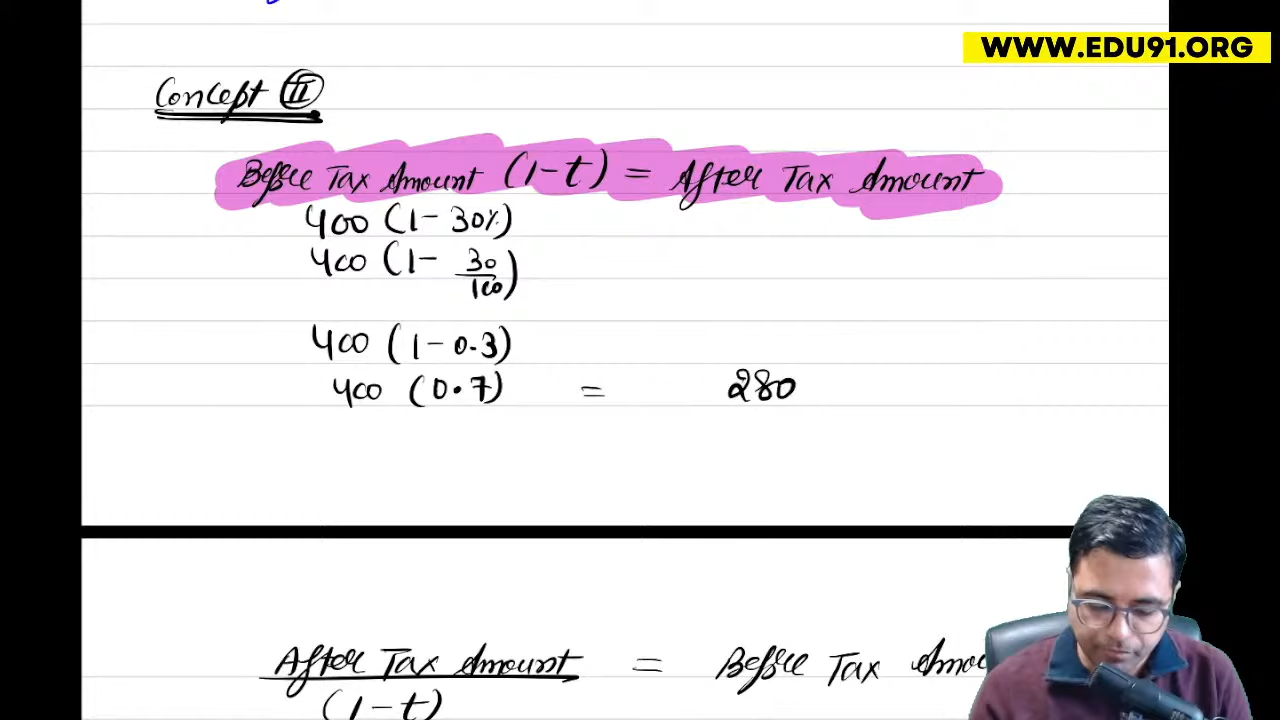 WWW.EDU91.ORG
Concept II
Before Tax Amount (1-t) = After Tax Amount
400 (1- 30%)
400 (1- 30/100)
400 (1-0.3)
400 (0.7) = 280
After Tax Amount = Before Tax Amou
(1-t)